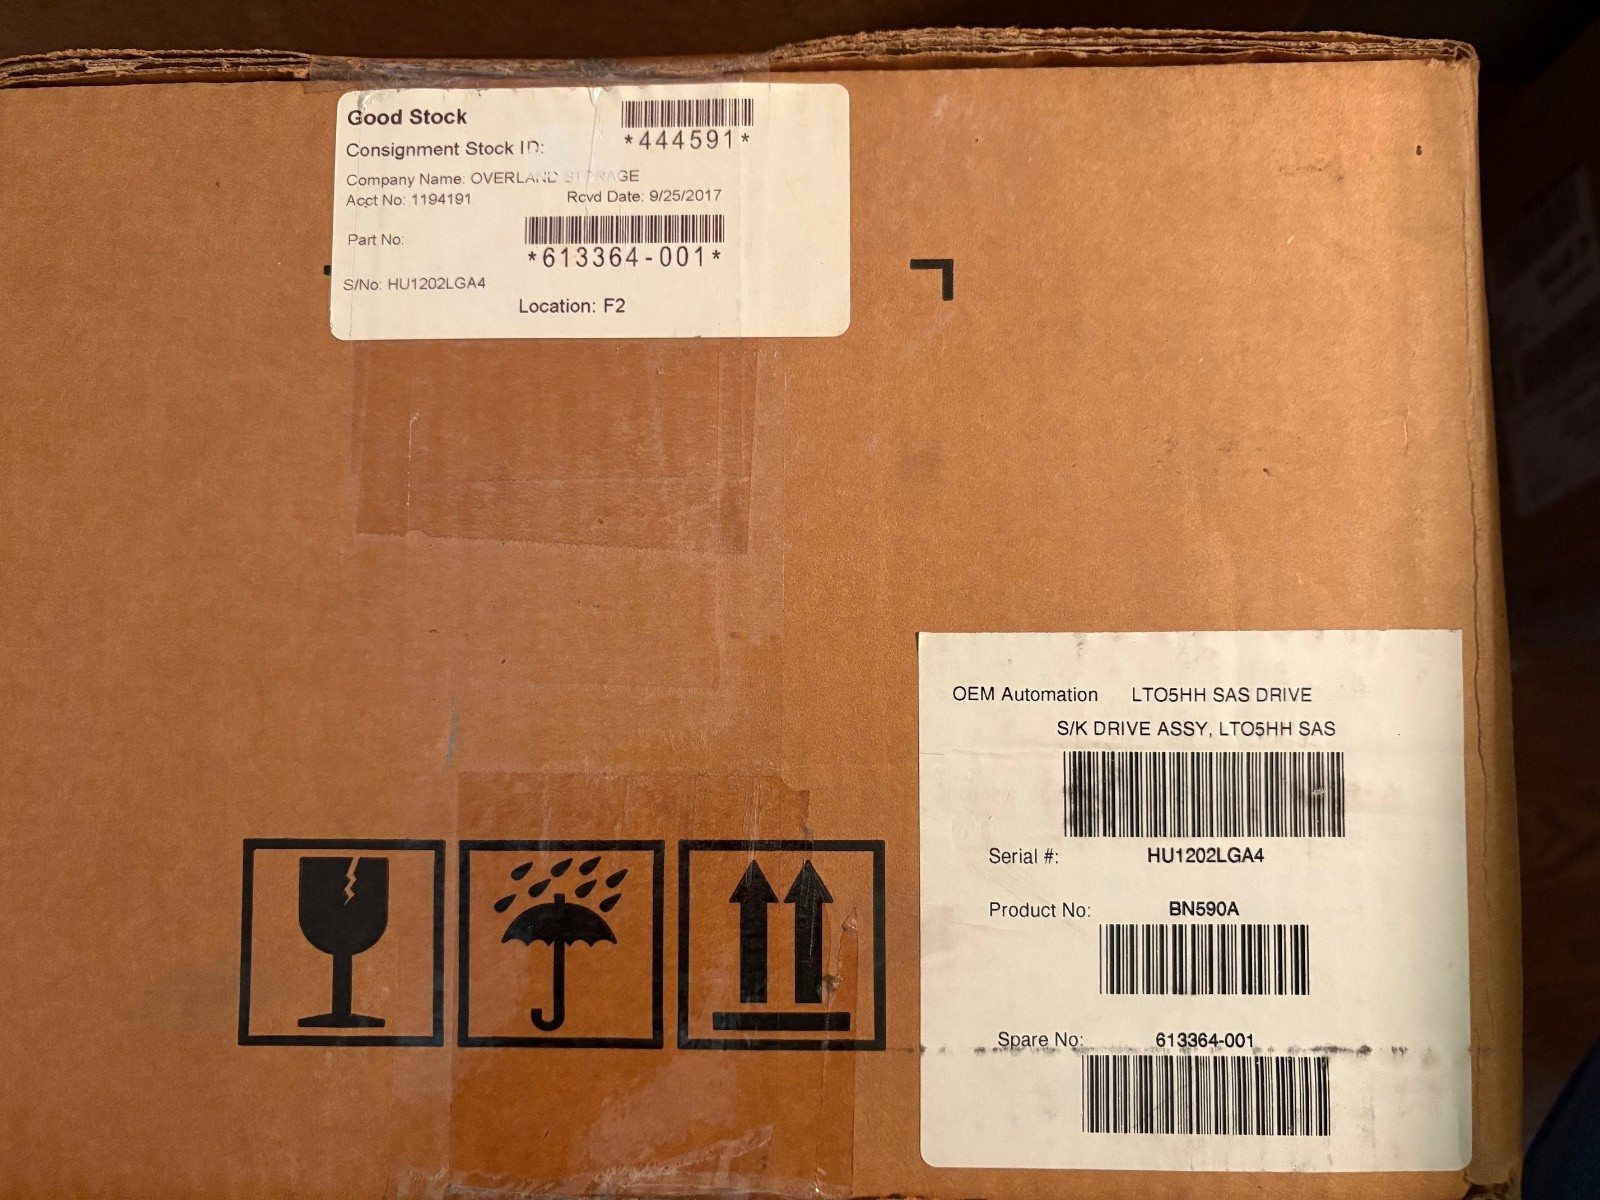 Good Stock
*444591*
Consignment Stock ID:
Company Name: OVERLAND STORAGE
Acct No: 1194191 Rcvd Date: 9/25/2017
Part No:
*613364-001*
S/No: HU1202LGA4
Location: F2
OEM Automation LTO5HH SAS DRIVE
S/K DRIVE ASSY, LTO5HH SAS
Serial #: HU1202LGA4
Product No: BN590A
Spare No: 613364-001